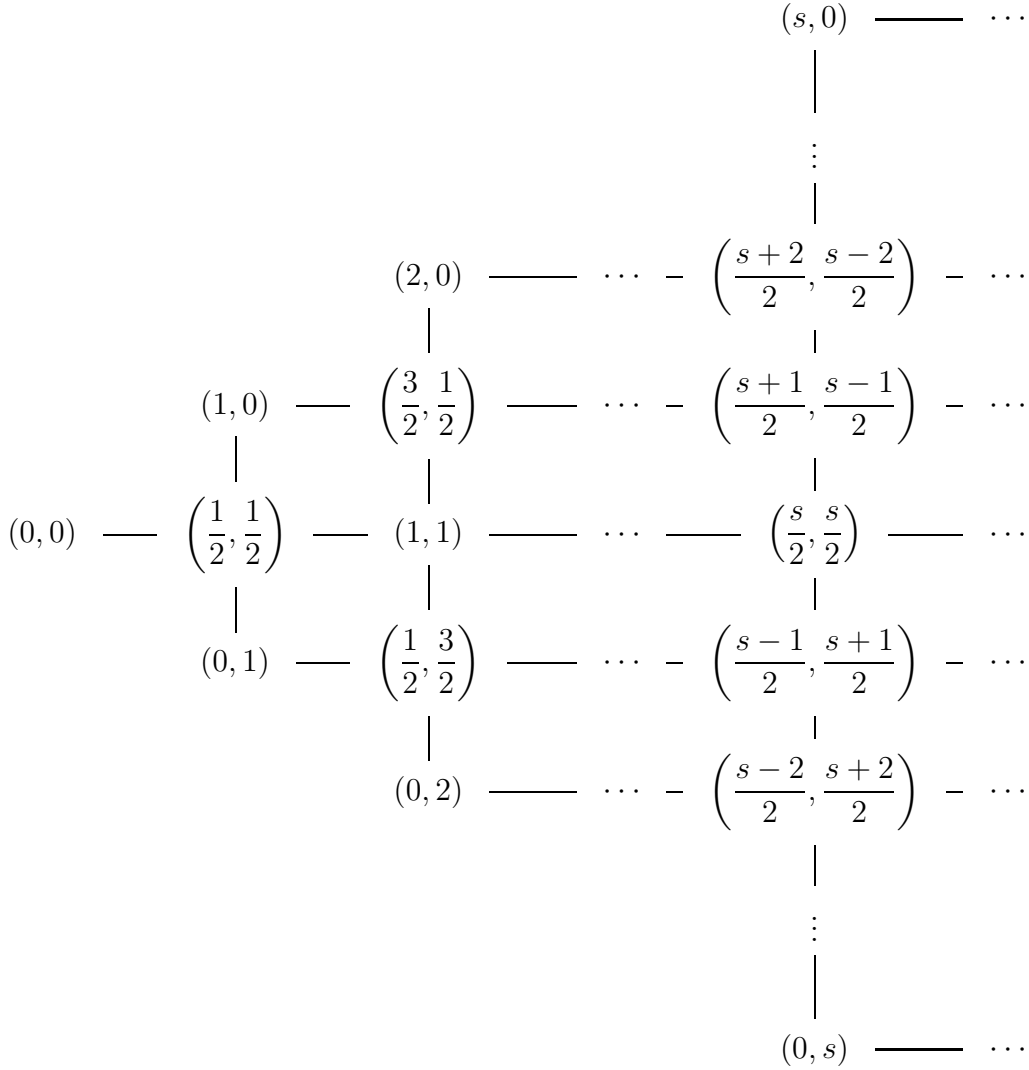 (s, 0) ⋯
⋮
(2, 0) ⋯ ((s + 2)/2, (s − 2)/2) ⋯
(1, 0) (3/2, 1/2) ⋯ ((s + 1)/2, (s − 1)/2) ⋯
(0, 0) (1/2, 1/2) (1, 1) ⋯ (s/2, s/2) ⋯
(0, 1) (1/2, 3/2) ⋯ ((s − 1)/2, (s + 1)/2) ⋯
(0, 2) ⋯ ((s − 2)/2, (s + 2)/2) ⋯
⋮
(0, s) ⋯